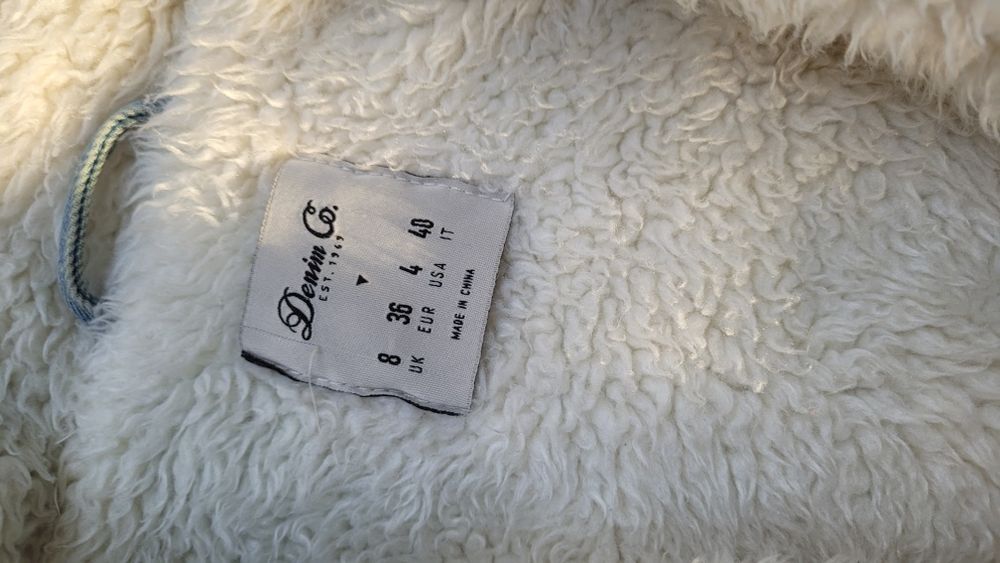 Denim Co.
EST. 1969
8 36 4 40
UK EUR USA IT
MADE IN CHINA